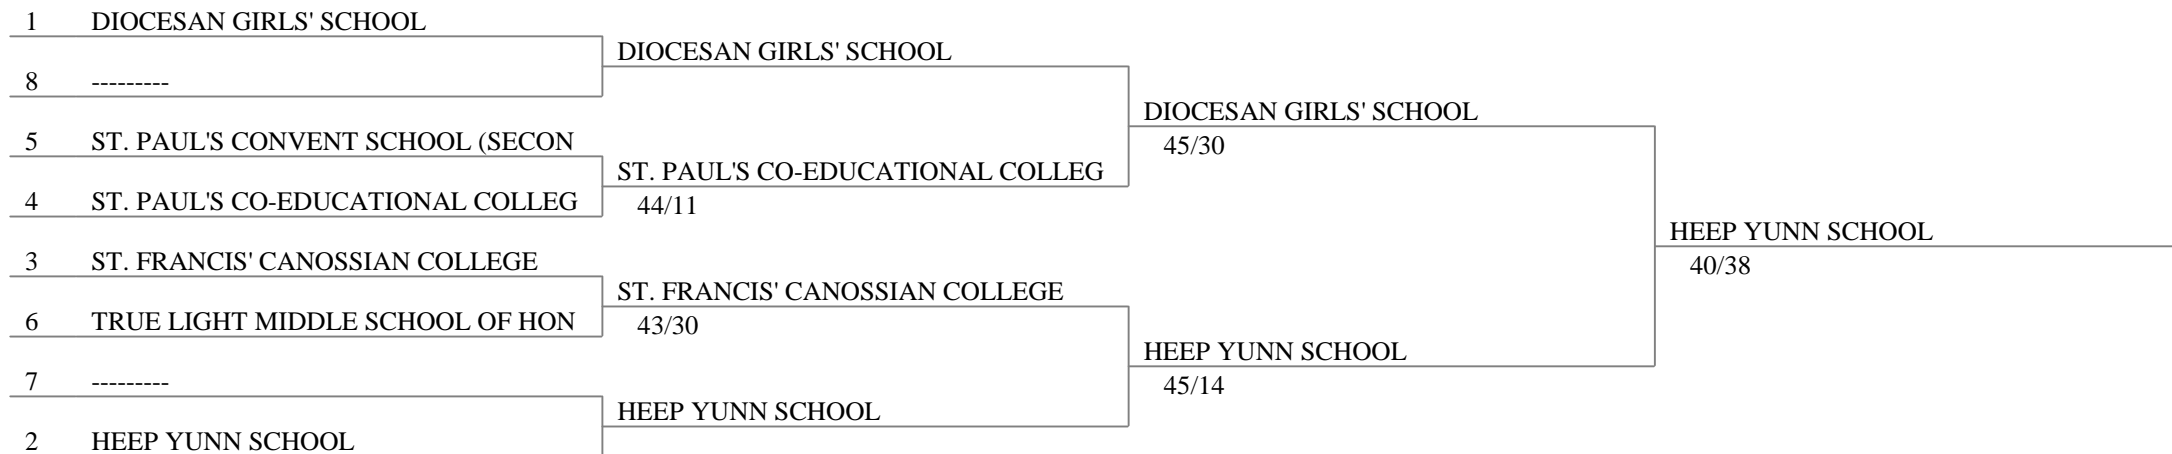 1 DIOCESAN GIRLS' SCHOOL
DIOCESAN GIRLS' SCHOOL
8 ---------
DIOCESAN GIRLS' SCHOOL
5 ST. PAUL'S CONVENT SCHOOL (SECON
45/30
ST. PAUL'S CO-EDUCATIONAL COLLEG
4 ST. PAUL'S CO-EDUCATIONAL COLLEG
44/11
HEEP YUNN SCHOOL
3 ST. FRANCIS' CANOSSIAN COLLEGE
40/38
ST. FRANCIS' CANOSSIAN COLLEGE
6 TRUE LIGHT MIDDLE SCHOOL OF HON
43/30
HEEP YUNN SCHOOL
7 ---------
45/14
HEEP YUNN SCHOOL
2 HEEP YUNN SCHOOL